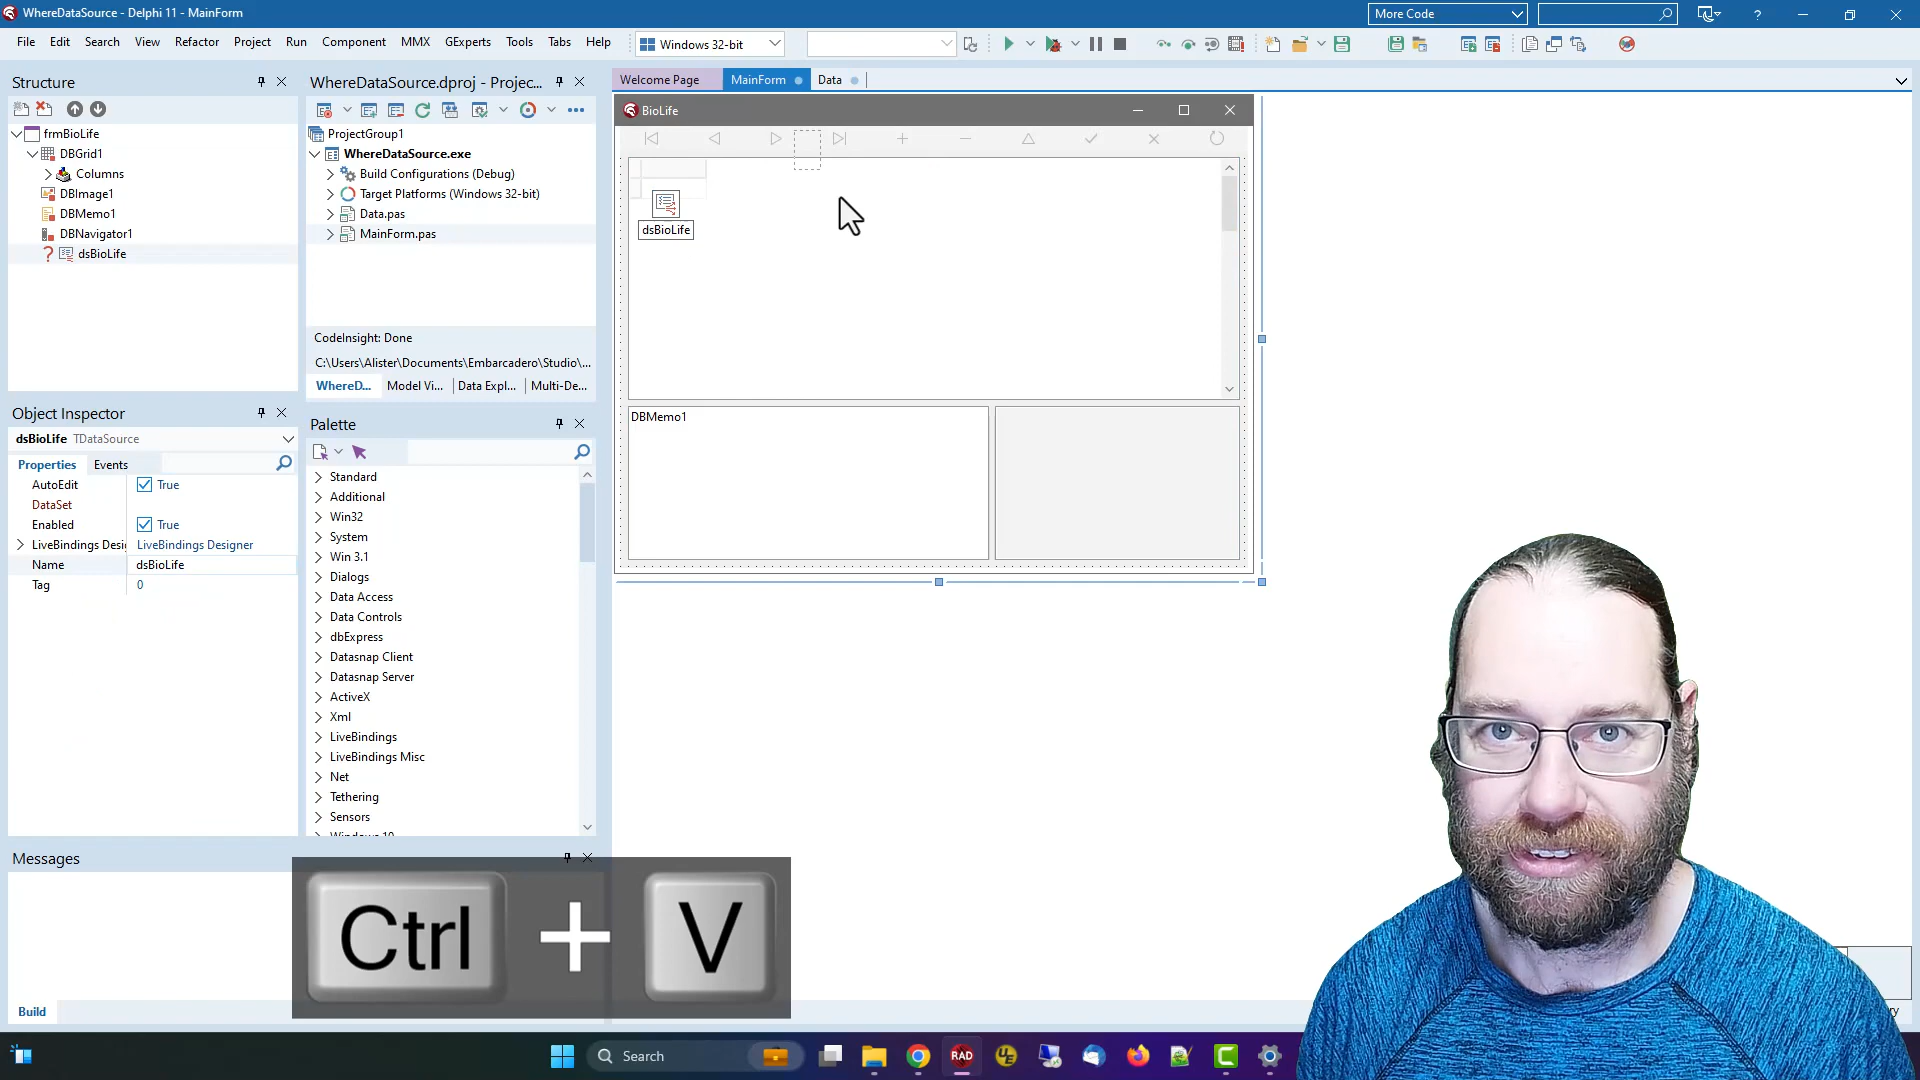 WhereDataSource - Delphi 11 - MainForm
More Code
File Edit Search View Refactor Project Run Component MMX GExperts Tools Tabs Help
Windows 32-bit
Structure
frmBioLife
DBGrid1
Columns
DBImage1
DBMemo1
DBNavigator1
dsBioLife
WhereDataSource.dproj - Projec...
ProjectGroup1
WhereDataSource.exe
Build Configurations (Debug)
Target Platforms (Windows 32-bit)
Data.pas
MainForm.pas
CodeInsight: Done
C:\Users\Alister\Documents\Embarcadero\Studio\...
WhereD... Model Vi... Data Expl... Multi-De...
Welcome Page MainForm Data
BioLife
dsBioLife
DBMemo1
Object Inspector
dsBioLife TDataSource
Properties Events
AutoEdit True
DataSet
Enabled True
LiveBindings Desi LiveBindings Designer
Name dsBioLife
Tag 0
Palette
Standard
Additional
Win32
System
Win 3.1
Dialogs
Data Access
Data Controls
dbExpress
Datasnap Client
Datasnap Server
ActiveX
Xml
LiveBindings
LiveBindings Misc
Net
Tethering
Sensors
Windows 10
Messages
Build
Ctrl + V
Search
RAD
UE